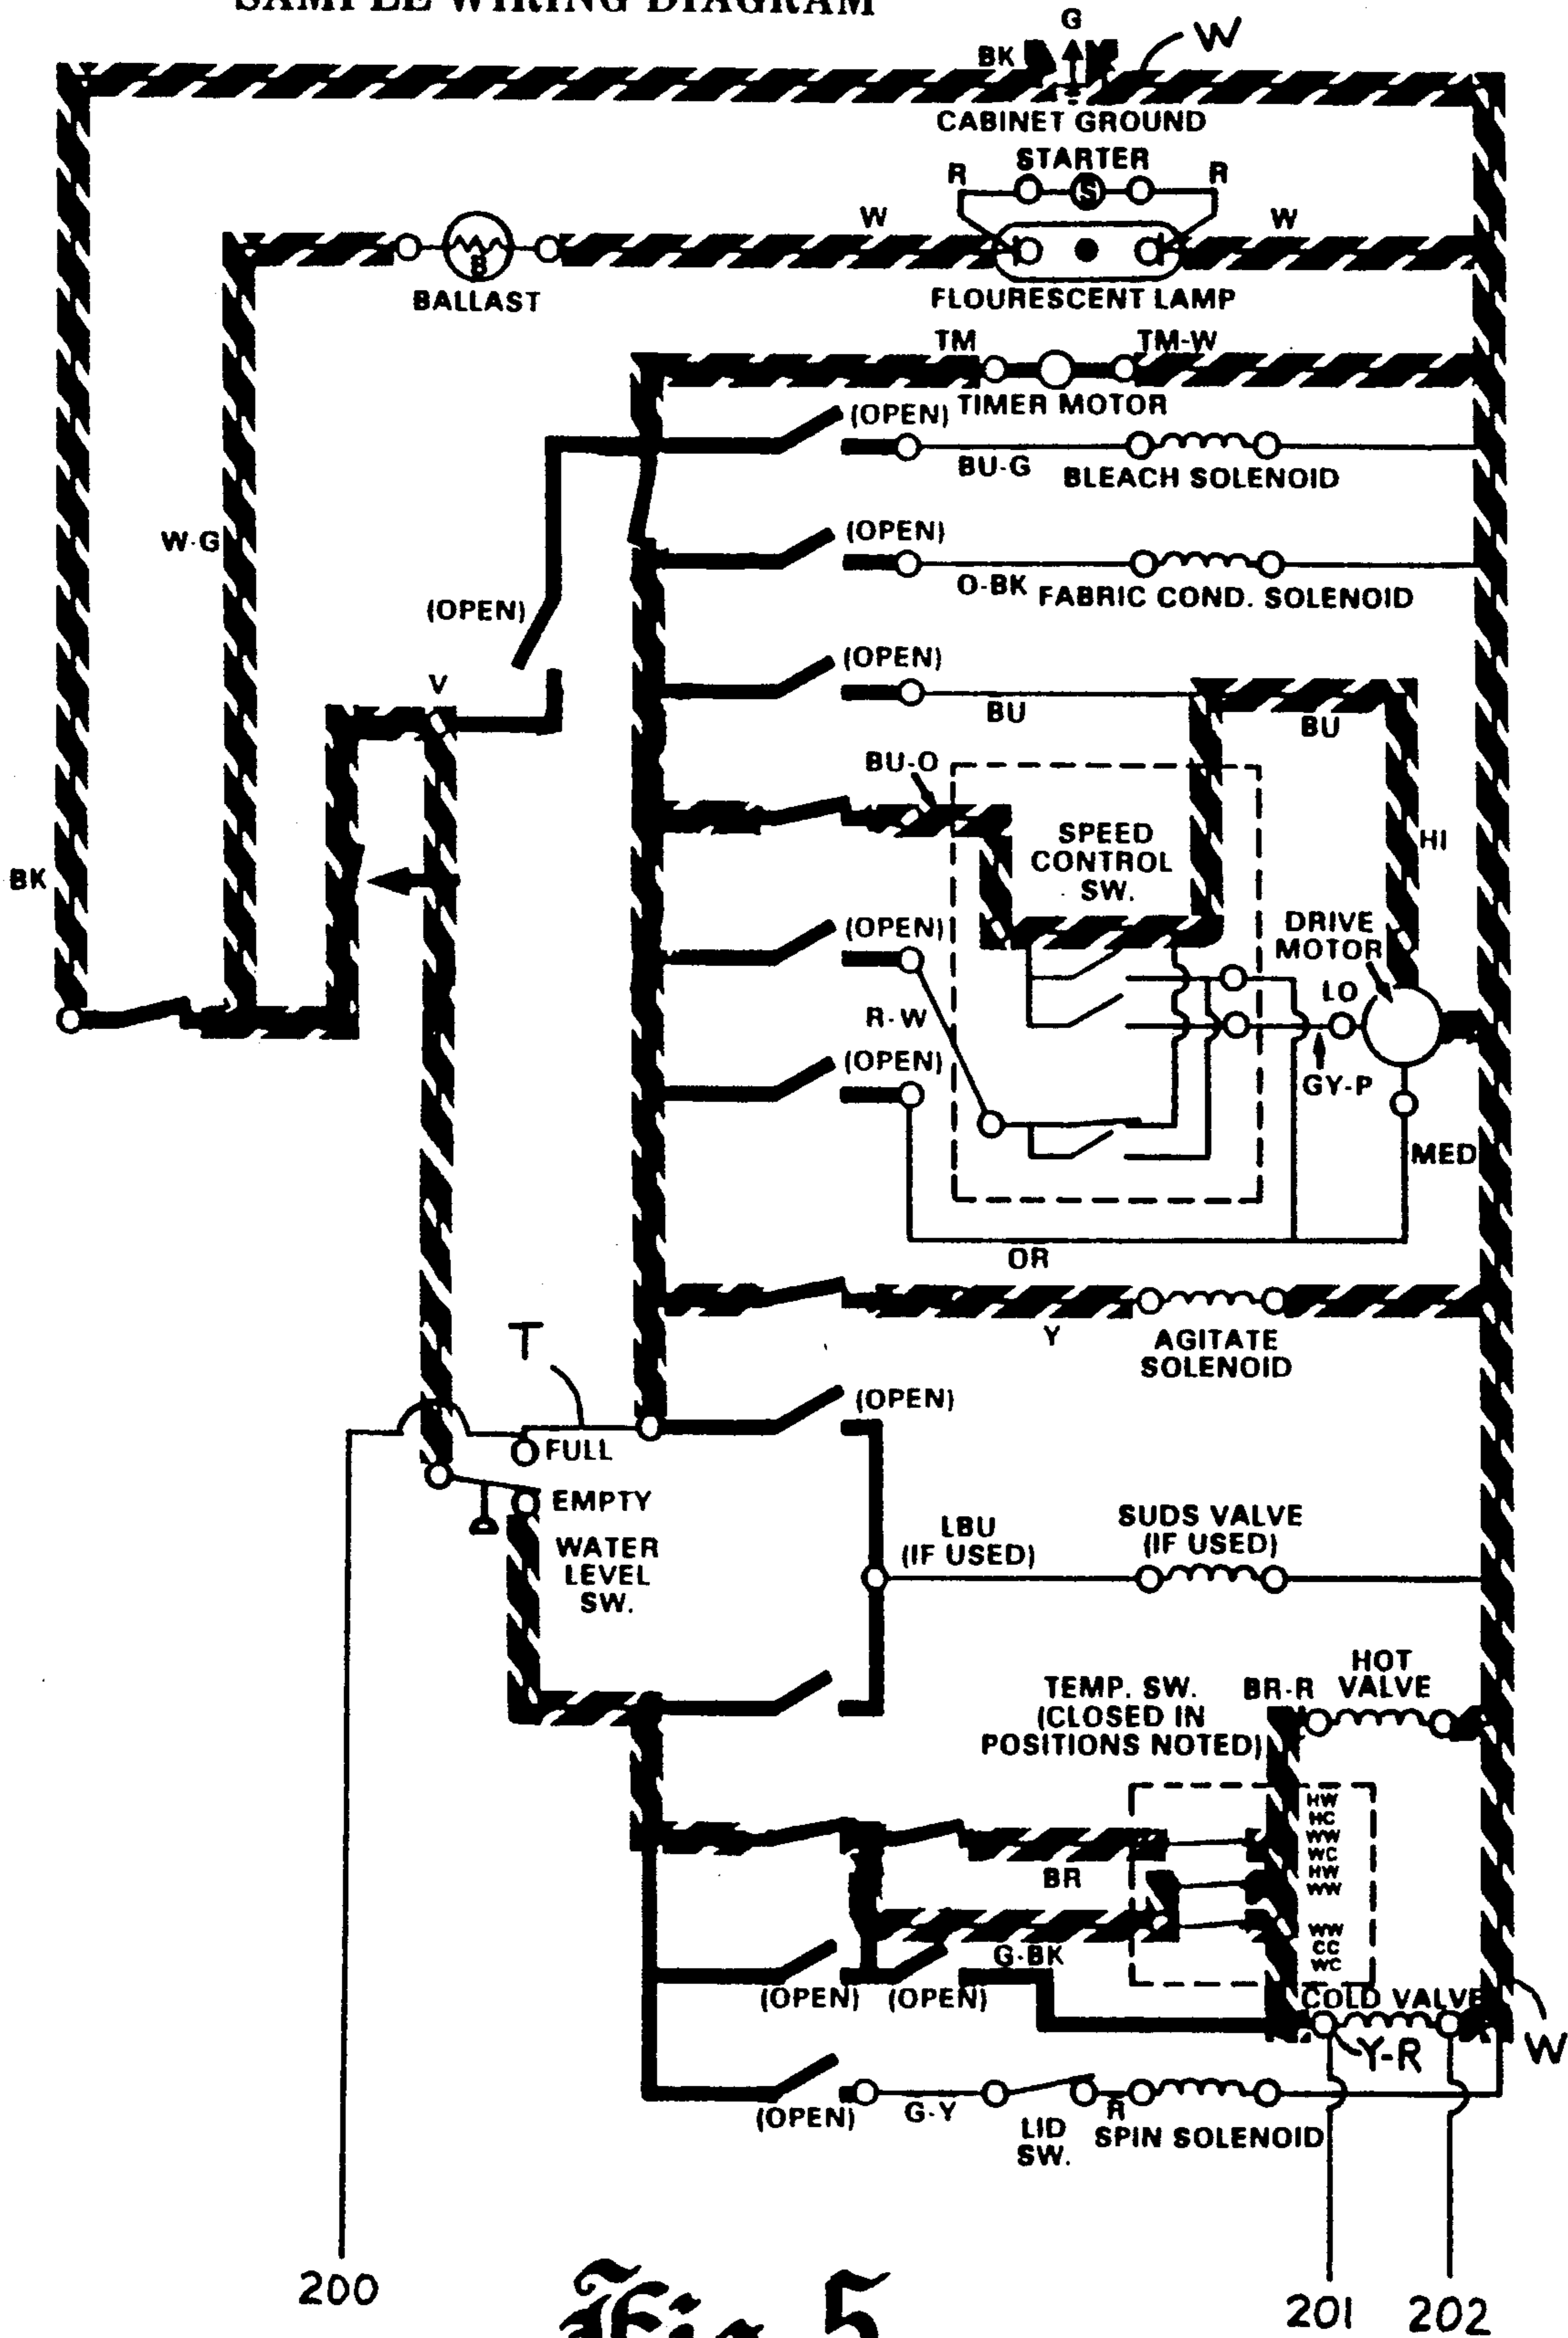 SAMPLE WIRING DIAGRAM
G
BK
W
CABINET GROUND
STARTER
R
R
S
W
W
B
BALLAST
FLOURESCENT LAMP
TM
TM-W
(OPEN)
TIMER MOTOR
BU-G
BLEACH SOLENOID
W-G
(OPEN)
O-BK
FABRIC COND. SOLENOID
(OPEN)
(OPEN)
V
BU
BU
BU-O
SPEED
CONTROL
SW.
HI
BK
(OPEN)
DRIVE
MOTOR
LO
R-W
(OPEN)
GY-P
MED
OR
Y
AGITATE
SOLENOID
T
(OPEN)
FULL
EMPTY
WATER
LEVEL
SW.
LBU
(IF USED)
SUDS VALVE
(IF USED)
TEMP. SW.
(CLOSED IN
POSITIONS NOTED)
BR-R
HOT
VALVE
HW
HC
WW
WC
HW
WW
BR
WW
CC
WC
G-BK
(OPEN)
(OPEN)
COLD VALVE
Y-R
W
(OPEN)
G-Y
LID
SW.
R
SPIN SOLENOID
200
201
202
Fig. 5